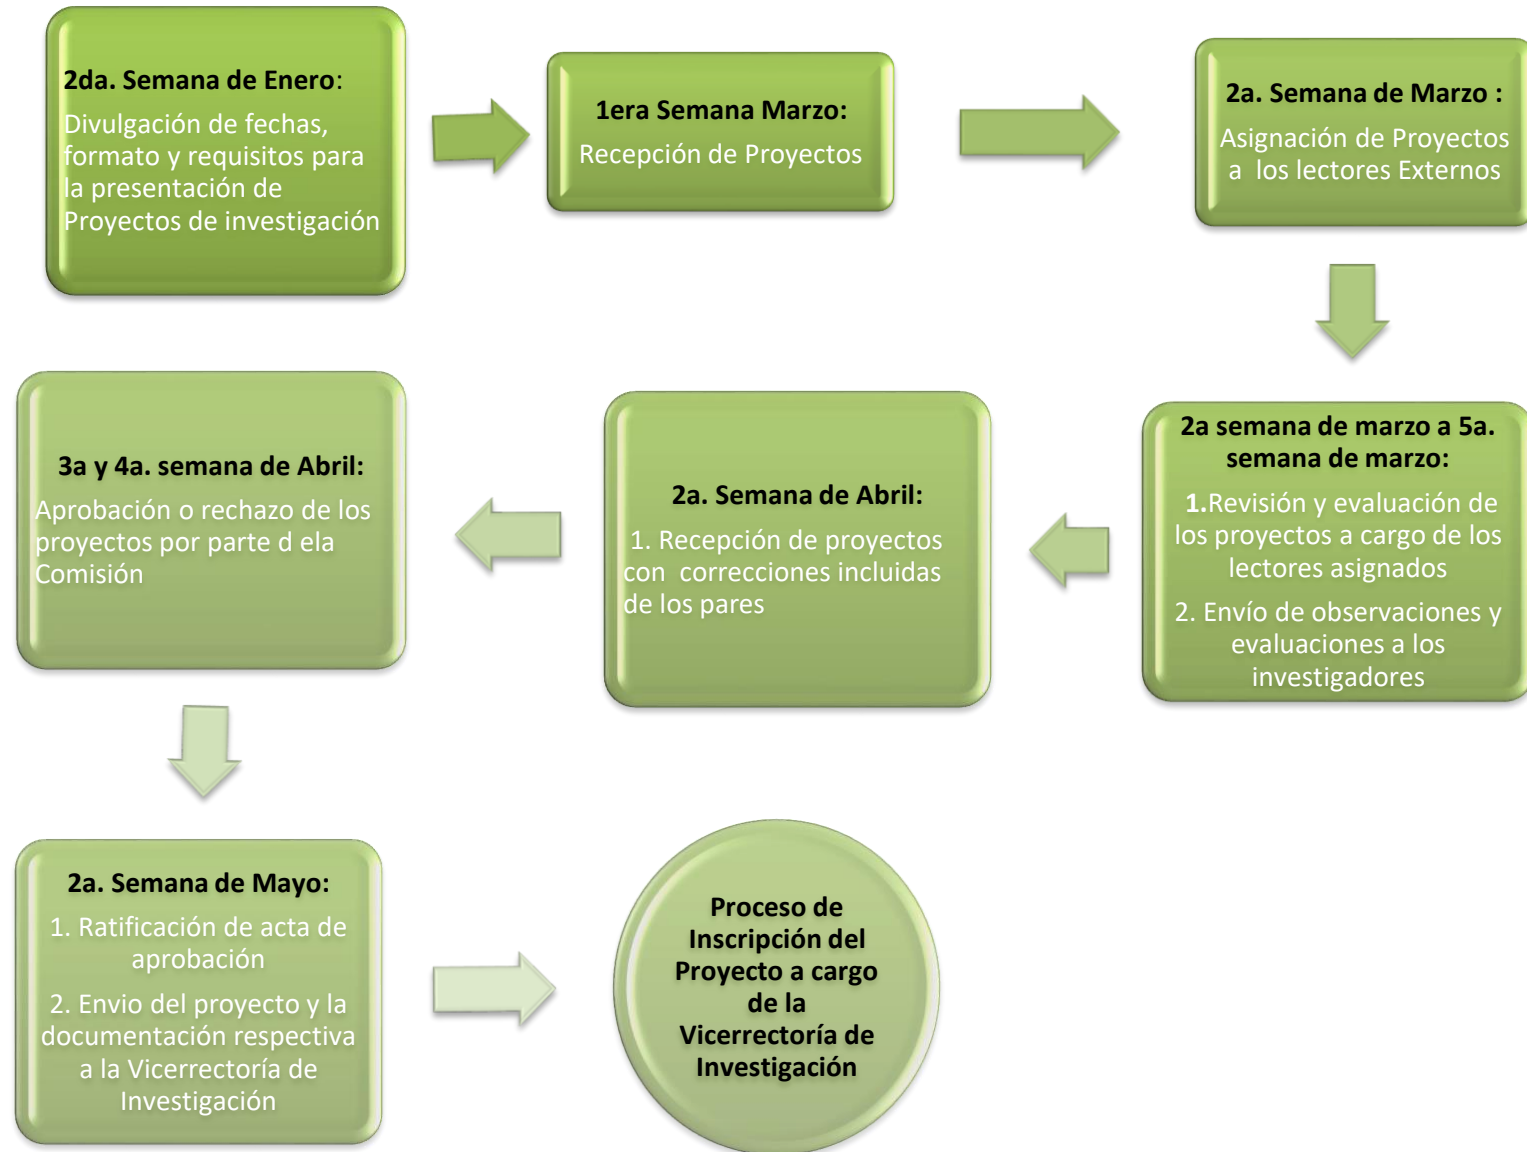 2da. Semana de Enero:
Divulgación de fechas,
formato y requisitos para
la presentación de
Proyectos de investigación
1era Semana Marzo:
Recepción de Proyectos
2a. Semana de Marzo :
Asignación de Proyectos
a los lectores Externos
2a semana de marzo a 5a.
semana de marzo:
1.Revisión y evaluación de
los proyectos a cargo de los
lectores asignados
2. Envío de observaciones y
evaluaciones a los
investigadores
2a. Semana de Abril:
1. Recepción de proyectos
con correcciones incluidas
de los pares
3a y 4a. semana de Abril:
Aprobación o rechazo de los
proyectos por parte d ela
Comisión
2a. Semana de Mayo:
1. Ratificación de acta de
aprobación
2. Envio del proyecto y la
documentación respectiva
a la Vicerrectoría de
Investigación
Proceso de
Inscripción del
Proyecto a cargo
de la
Vicerrectoría de
Investigación